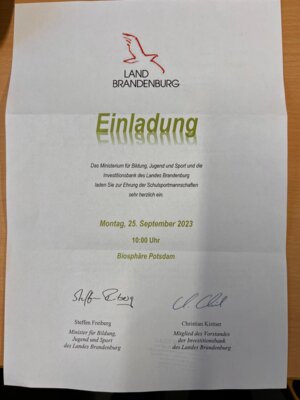 LAND
BRANDENBURG
Einladung
Das Ministerium für Bildung, Jugend und Sport und die
Investitionsbank des Landes Brandenburg
laden Sie zur Ehrung der Schulsportmannschaften
sehr herzlich ein.
Montag, 25. September 2023
10:00 Uhr
Biosphäre Potsdam
Steffen Freiberg
Christian Kistner
Minister für Bildung,
Mitglied des Vorstandes
Jugend und Sport
der Investitionsbank
des Landes Brandenburg
des Landes Brandenburg